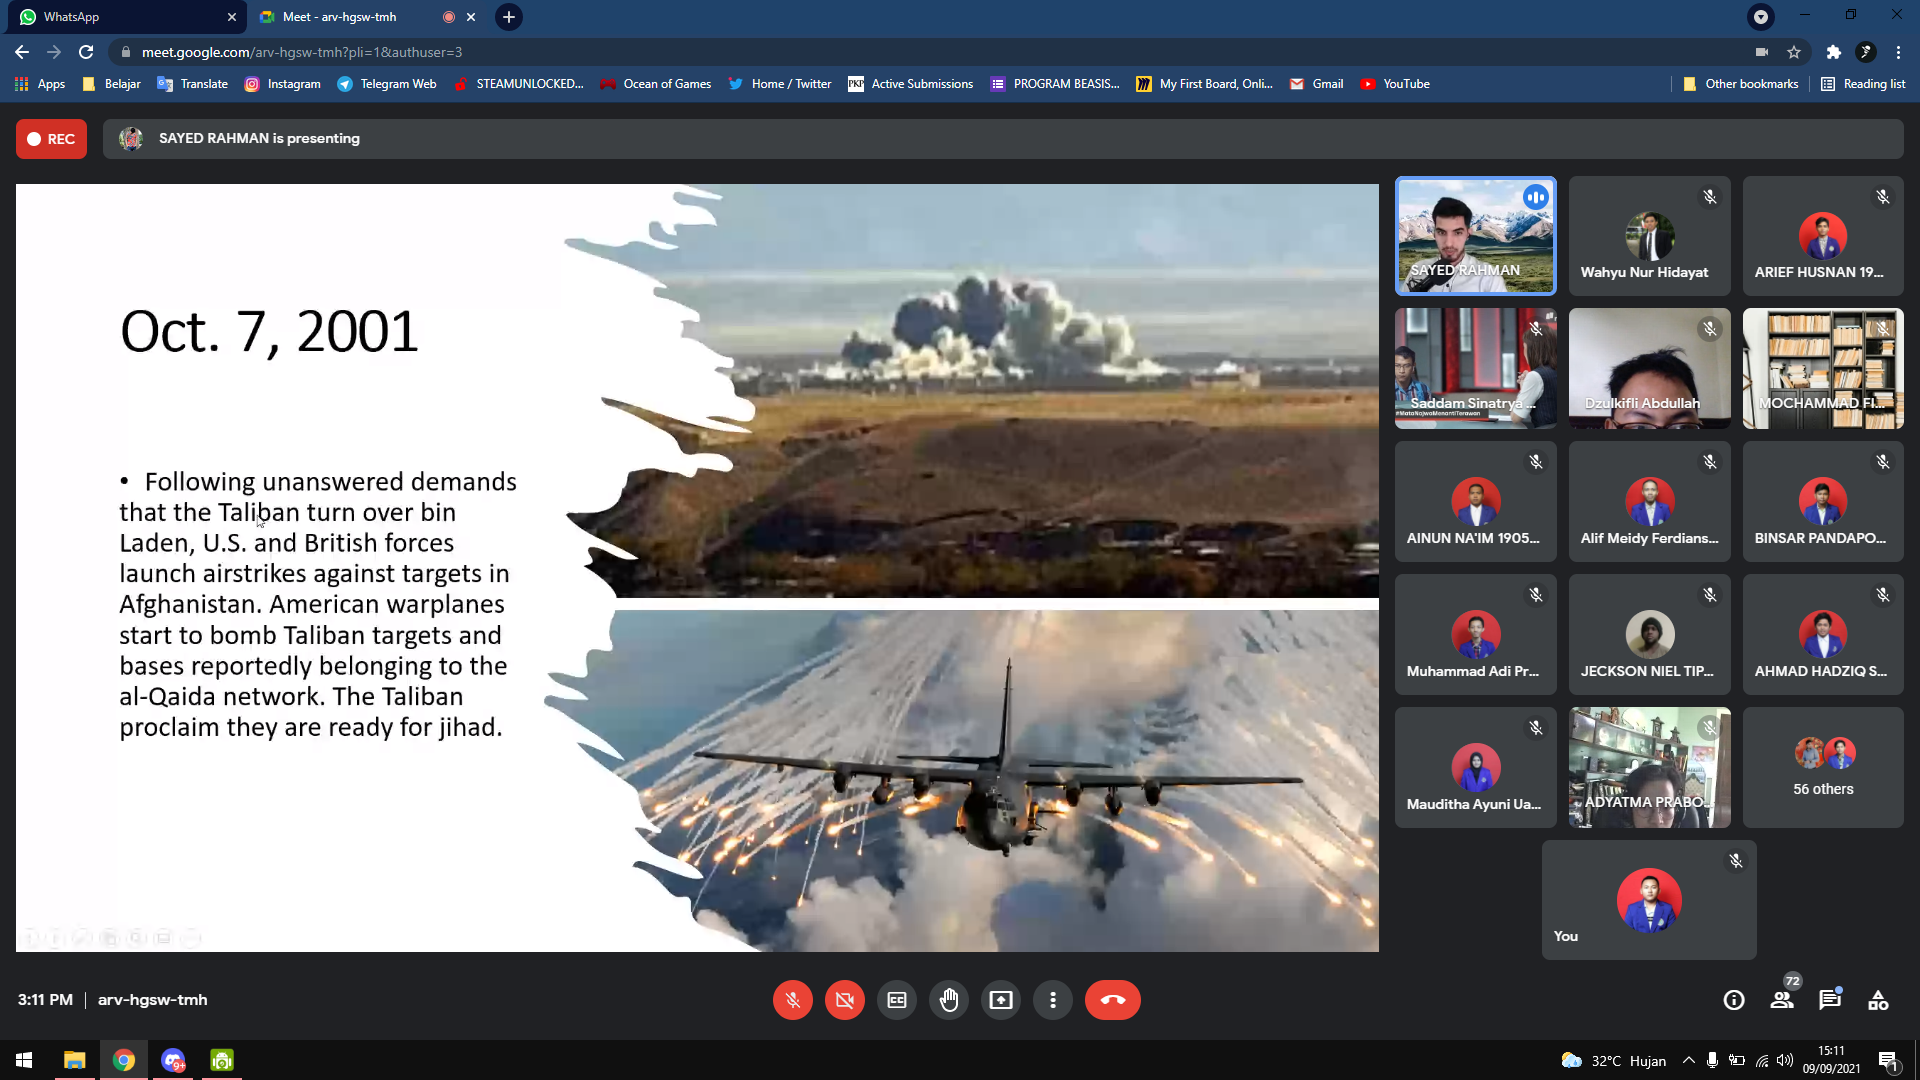 WhatsApp
Meet - arv-hgsw-tmh
meet.google.com/arv-hgsw-tmh?pli=1&authuser=3
Apps
Belajar
Translate
Instagram
Telegram Web
STEAMUNLOCKED...
Ocean of Games
Home / Twitter
PKP Active Submissions
PROGRAM BEASIS...
My First Board, Onli...
Gmail
YouTube
Other bookmarks
Reading list
REC
SAYED RAHMAN is presenting
Oct. 7, 2001
• Following unanswered demands
that the Taliban turn over bin
Laden, U.S. and British forces
launch airstrikes against targets in
Afghanistan. American warplanes
start to bomb Taliban targets and
bases reportedly belonging to the
al-Qaida network. The Taliban
proclaim they are ready for jihad.
SAYED RAHMAN
Wahyu Nur Hidayat
ARIEF HUSNAN 19...
Saddam Sinatrya ...
#MataNajwaMenantiTerawan
Dzulkifli Abdullah
MOCHAMMAD FI...
AINUN NA'IM 1905...
Alif Meidy Ferdians...
BINSAR PANDAPO...
Muhammad Adi Pr...
JECKSON NIEL TIP...
AHMAD HADZIQ S...
Mauditha Ayuni Ua...
ADYATMA PRABO...
56 others
You
3:11 PM | arv-hgsw-tmh
72
9+
32°C Hujan
15:11
09/09/2021
1